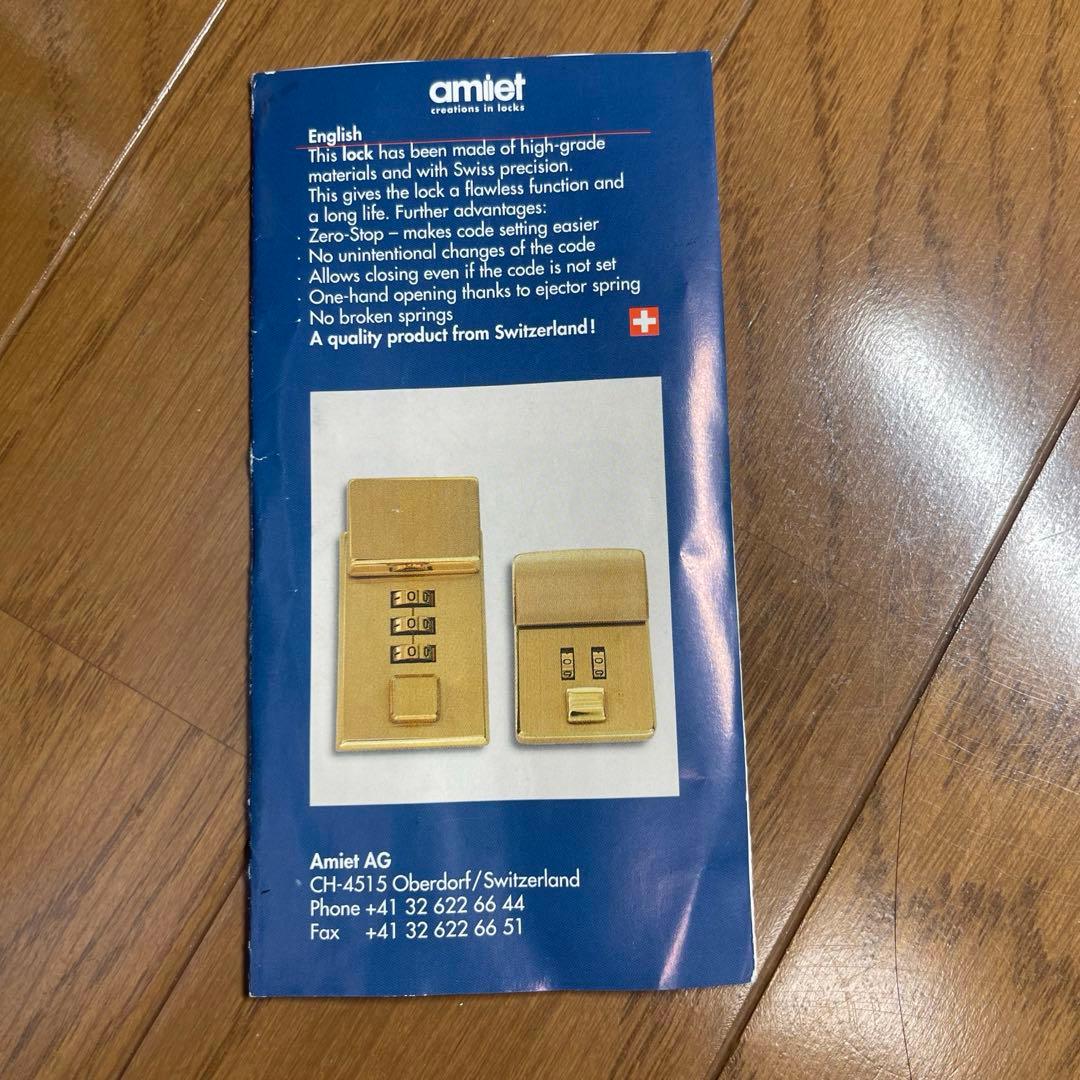 amiet
creations in locks
English
This lock has been made of high-grade
materials and with Swiss precision.
This gives the lock a flawless function and
a long life. Further advantages:
· Zero-Stop – makes code setting easier
· No unintentional changes of the code
· Allows closing even if the code is not set
· One-hand opening thanks to ejector spring
· No broken springs
A quality product from Switzerland!
Amiet AG
CH-4515 Oberdorf/Switzerland
Phone +41 32 622 66 44
Fax +41 32 622 66 51